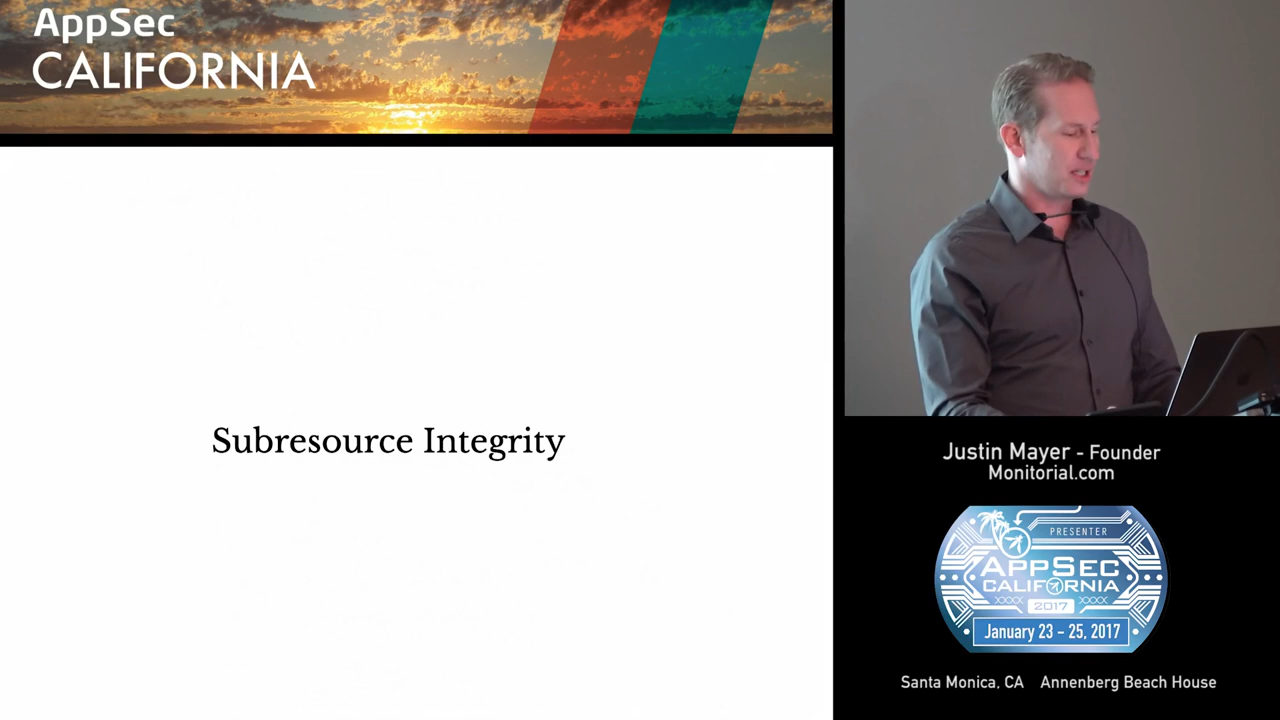 AppSec
CALIFORNIA
Subresource Integrity
Justin Mayer - Founder
Monitorial.com
PRESENTER
APPSEC
CALIFORNIA
2017
January 23 - 25, 2017
Santa Monica, CA Annenberg Beach House